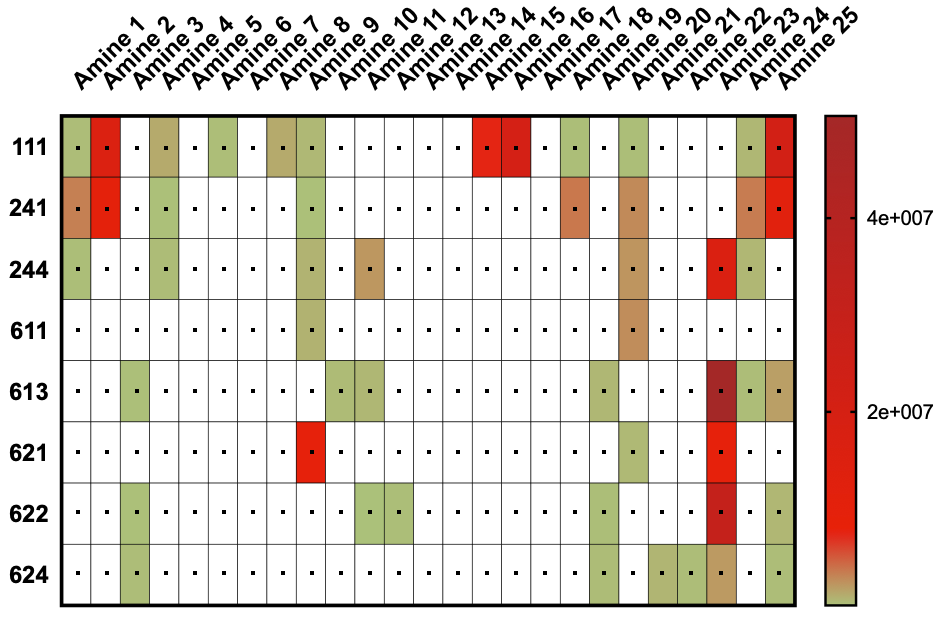 Amine 1
Amine 2
Amine 3
Amine 4
Amine 5
Amine 6
Amine 7
Amine 8
Amine 9
Amine 10
Amine 11
Amine 12
Amine 13
Amine 14
Amine 15
Amine 16
Amine 17
Amine 18
Amine 19
Amine 20
Amine 21
Amine 22
Amine 23
Amine 24
Amine 25
111
241
4e+007
244
611
613
2e+007
621
622
624